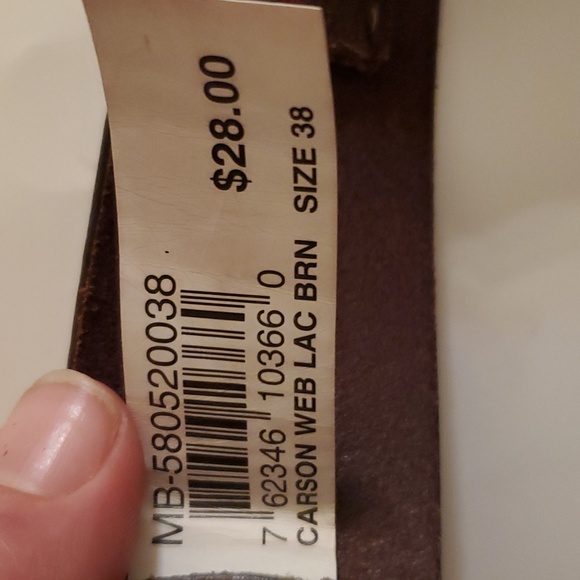 $28.00
MB-580520038
7 62346 10366 0
CARSON WEB LAC BRN SIZE 38